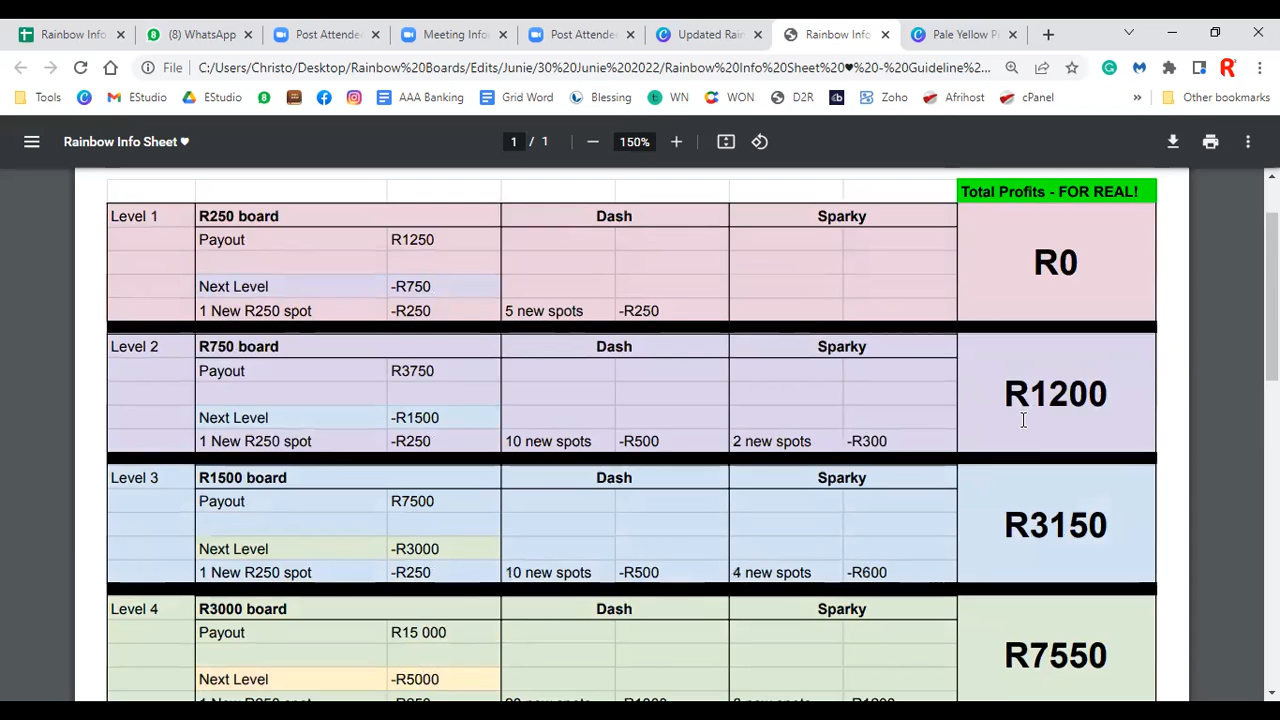 Rainbow Info
(8) WhatsApp
Post Attende
Meeting Info
Post Attende
Updated Rain
Rainbow Info
Pale Yellow P
File C:/Users/Christo/Desktop/Rainbow%20Boards/Edits/Junie/30%20Junie%202022/Rainbow%20Info%20Sheet%20♥%20-%20Guideline%...
Tools EStudio EStudio AAA Banking Grid Word Blessing WN WON D2R Zoho Afrihost cPanel » Other bookmarks
Rainbow Info Sheet ♥ 1 / 1 150%
Total Profits - FOR REAL!
Level 1 R250 board Dash Sparky
Payout R1250
R0
Next Level -R750
1 New R250 spot -R250 5 new spots -R250
Level 2 R750 board Dash Sparky
Payout R3750
R1200
Next Level -R1500
1 New R250 spot -R250 10 new spots -R500 2 new spots -R300
Level 3 R1500 board Dash Sparky
Payout R7500
R3150
Next Level -R3000
1 New R250 spot -R250 10 new spots -R500 4 new spots -R600
Level 4 R3000 board Dash Sparky
Payout R15 000
R7550
Next Level -R5000